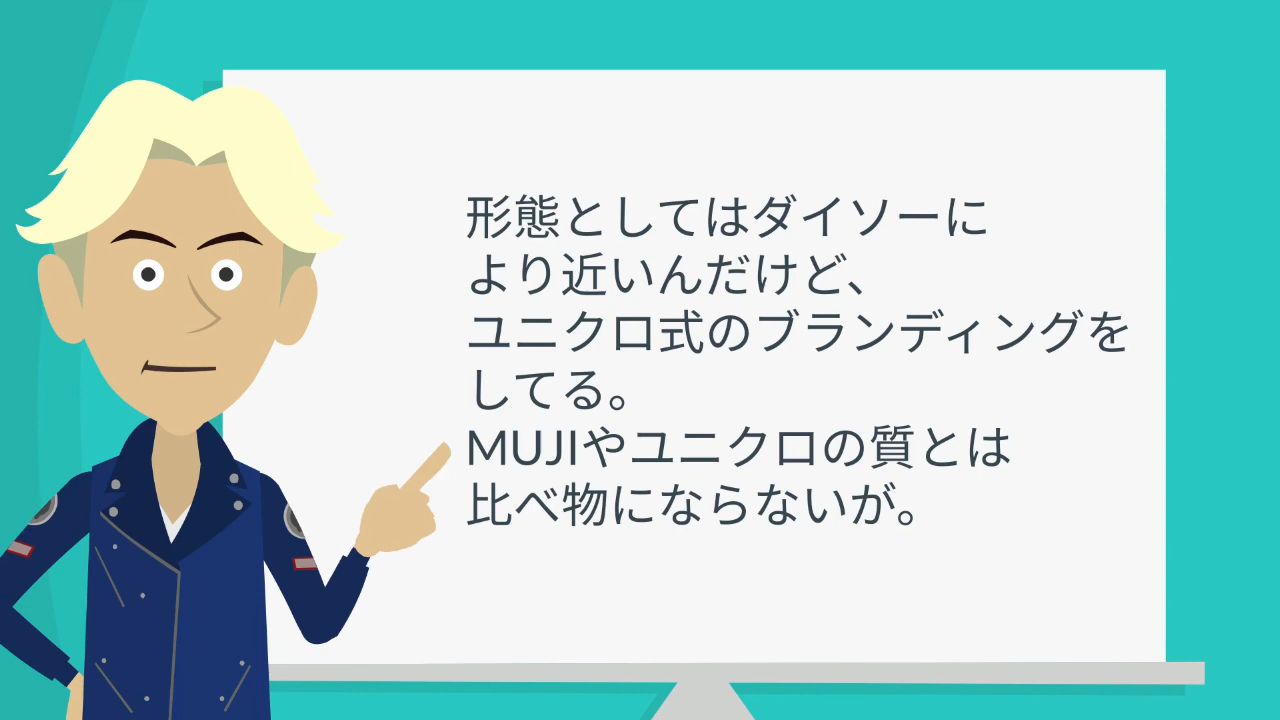 形態としてはダイソーに
より近いんだけど、
ユニクロ式のブランディングを
してる。
MUJIやユニクロの質とは
比べ物にならないが。